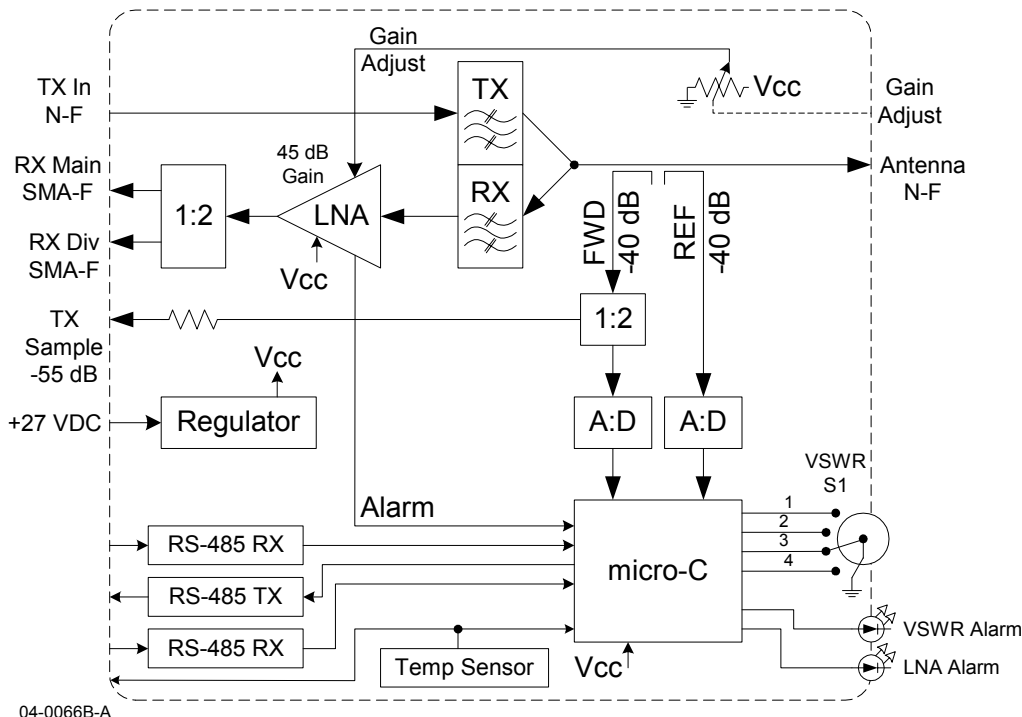 Gain
Adjust
TX In
N-F
TX
Vcc
Gain
Adjust
RX Main
SMA-F
45 dB
Gain
Antenna
N-F
1:2
LNA
RX
RX Div
SMA-F
Vcc
FWD
-40 dB
REF
-40 dB
TX
Sample
-55 dB
1:2
Vcc
+27 VDC
Regulator
A:D
A:D
VSWR
S1
Alarm
1
2
3
4
RS-485 RX
micro-C
RS-485 TX
RS-485 RX
VSWR Alarm
Temp Sensor
Vcc
LNA Alarm
04-0066B-A